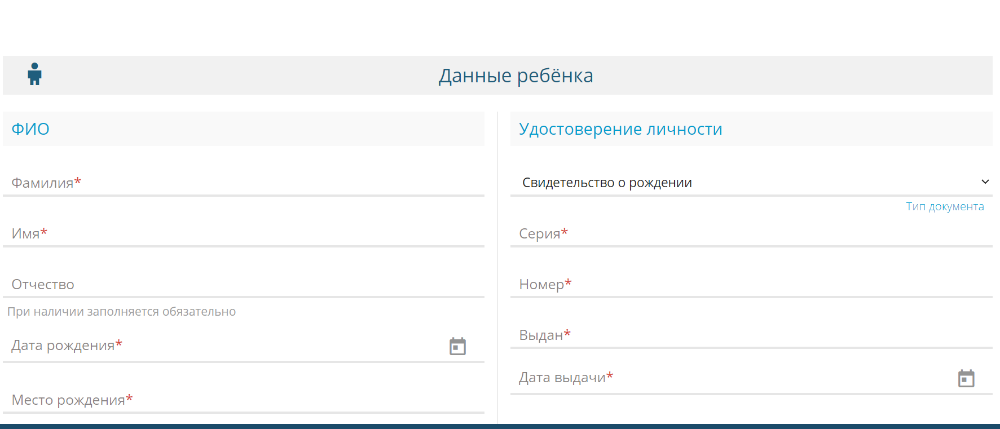 Данные ребёнка
ФИО
Фамилия*
Имя*
Отчество
При наличии заполняется обязательно
Дата рождения*
Место рождения*
Удостоверение личности
Свидетельство о рождении
Тип документа
Серия*
Номер*
Выдан*
Дата выдачи*